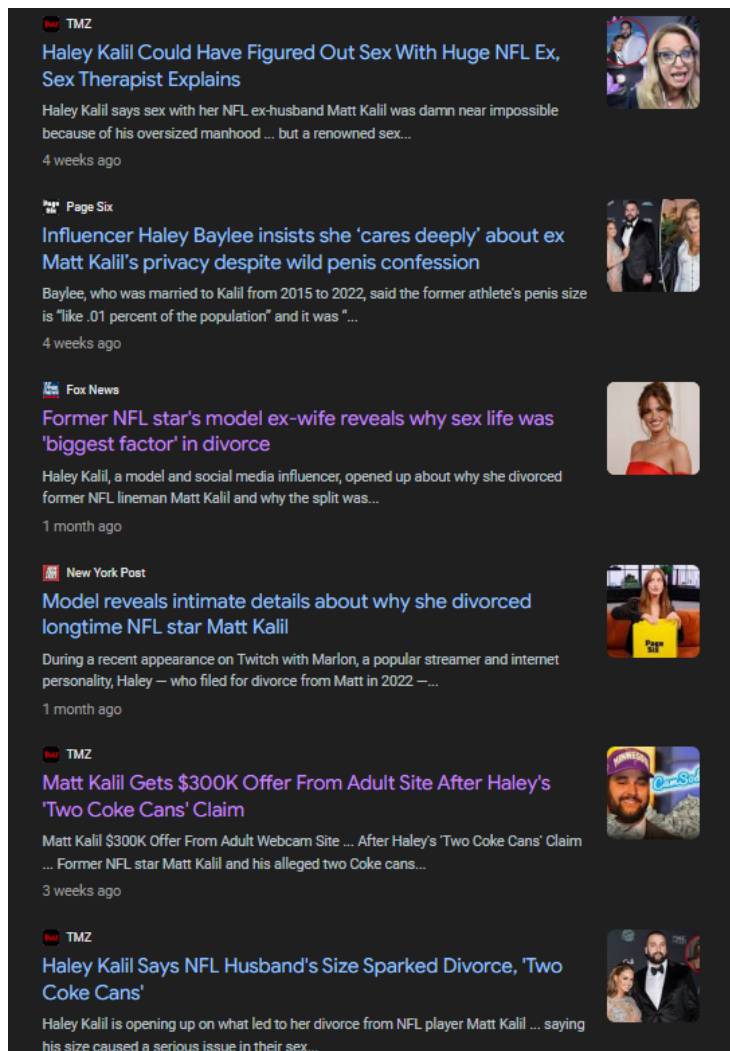 TMZ
Haley Kalil Could Have Figured Out Sex With Huge NFL Ex,
Sex Therapist Explains
Haley Kalil says sex with her NFL ex-husband Matt Kalil was damn near impossible
because of his oversized manhood ... but a renowned sex...
4 weeks ago
Page Six
Influencer Haley Baylee insists she ‘cares deeply’ about ex
Matt Kalil’s privacy despite wild penis confession
Baylee, who was married to Kalil from 2015 to 2022, said the former athlete's penis size
is “like .01 percent of the population” and it was “...
4 weeks ago
Fox News
Former NFL star's model ex-wife reveals why sex life was
'biggest factor' in divorce
Haley Kalil, a model and social media influencer, opened up about why she divorced
former NFL lineman Matt Kalil and why the split was...
1 month ago
New York Post
Model reveals intimate details about why she divorced
longtime NFL star Matt Kalil
During a recent appearance on Twitch with Marlon, a popular streamer and internet
personality, Haley — who filed for divorce from Matt in 2022 —...
Page
Six
1 month ago
TMZ
Matt Kalil Gets $300K Offer From Adult Site After Haley's
'Two Coke Cans' Claim
Matt Kalil $300K Offer From Adult Webcam Site ... After Haley's 'Two Coke Cans' Claim
... Former NFL star Matt Kalil and his alleged two Coke cans...
3 weeks ago
TMZ
Haley Kalil Says NFL Husband's Size Sparked Divorce, 'Two
Coke Cans'
Haley Kalil is opening up on what led to her divorce from NFL player Matt Kalil ... saying
his size caused a serious issue in their sex...